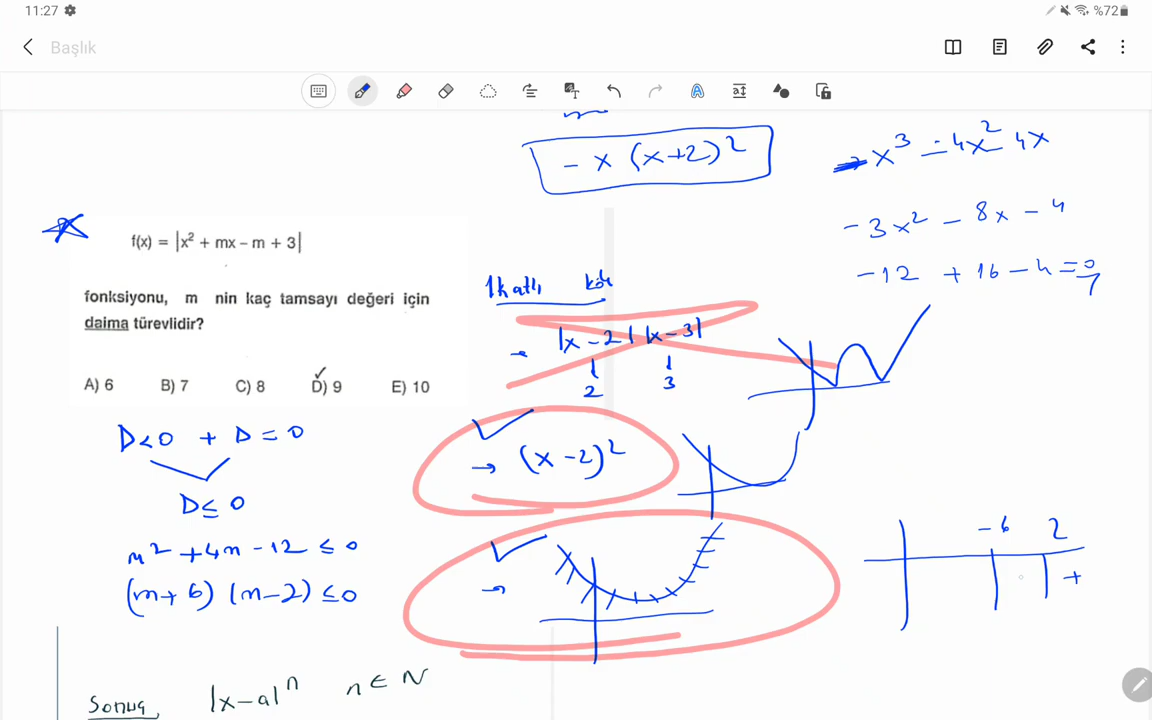 11:27
%72
Başlık
- x (x+2)²
→ x³ - 4x² 4x
-3x² - 8x - 4
-12 + 16 - 4 = 0
f(x) = |x² + mx – m + 3|
fonksiyonu, m nin kaç tamsayı değeri için
daima türevlidir?
A) 6 B) 7 C) 8 D) 9 E) 10
1katlı kök
→ |x-2| |x-3|
2 3
D<0 + D=0
D≤ 0
m² +4m -12 ≤ 0
(m+6) (m-2) ≤0
→ (x-2)²
→
-6 2
+
Sonuç |x-a|ⁿ n ∈ N